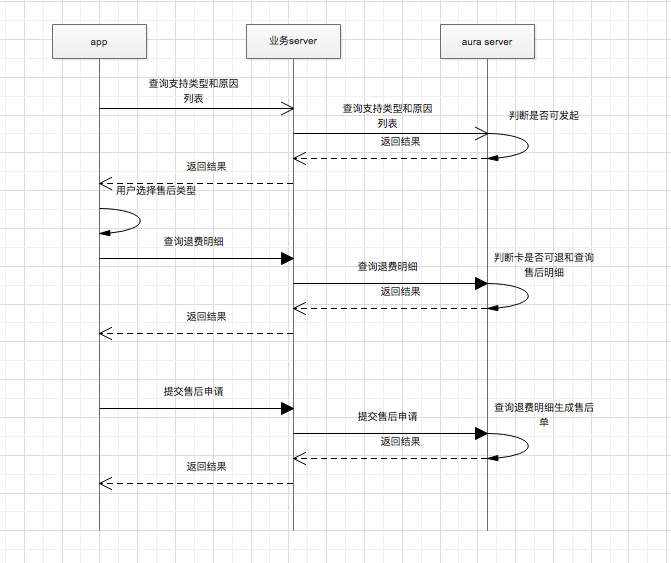 app
业务server
aura server
查询支持类型和原因
列表
查询支持类型和原因
列表
判断是否可发起
返回结果
返回结果
用户选择售后类型
查询退费明细
判断卡是否可退和查询
售后明细
查询退费明细
返回结果
返回结果
提交售后申请
查询退费明细生成售后
单
提交售后申请
返回结果
返回结果